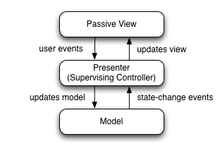 Passive View
user events
updates view
Presenter
(Supervising Controller)
updates model
state-change events
Model